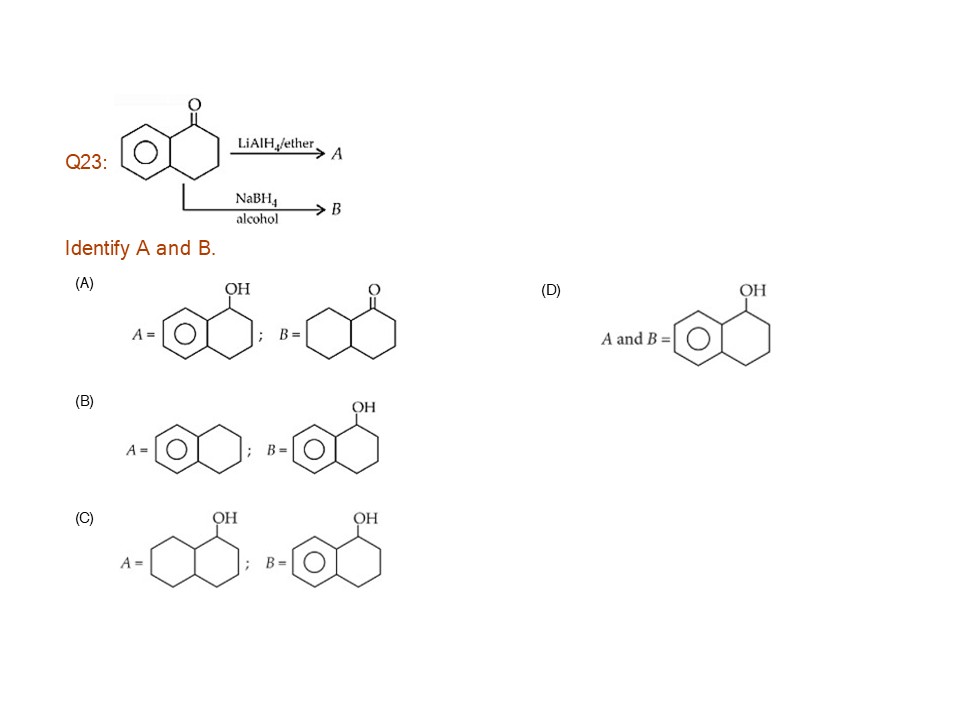 O
LiAlH₄/ether
A
Q23:
NaBH₄
B
alcohol
Identify A and B.
(A)
OH
O
A =
; B =
(B)
OH
A =
; B =
(C)
OH
OH
A =
; B =
(D)
OH
A and B =